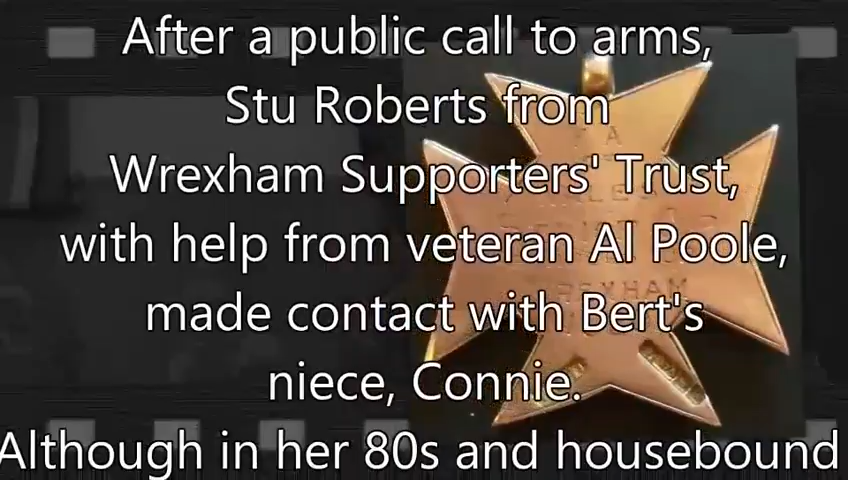 After a public call to arms,
Stu Roberts from
Wrexham Supporters' Trust,
with help from veteran Al Poole,
made contact with Bert's
niece, Connie.
Although in her 80s and housebound